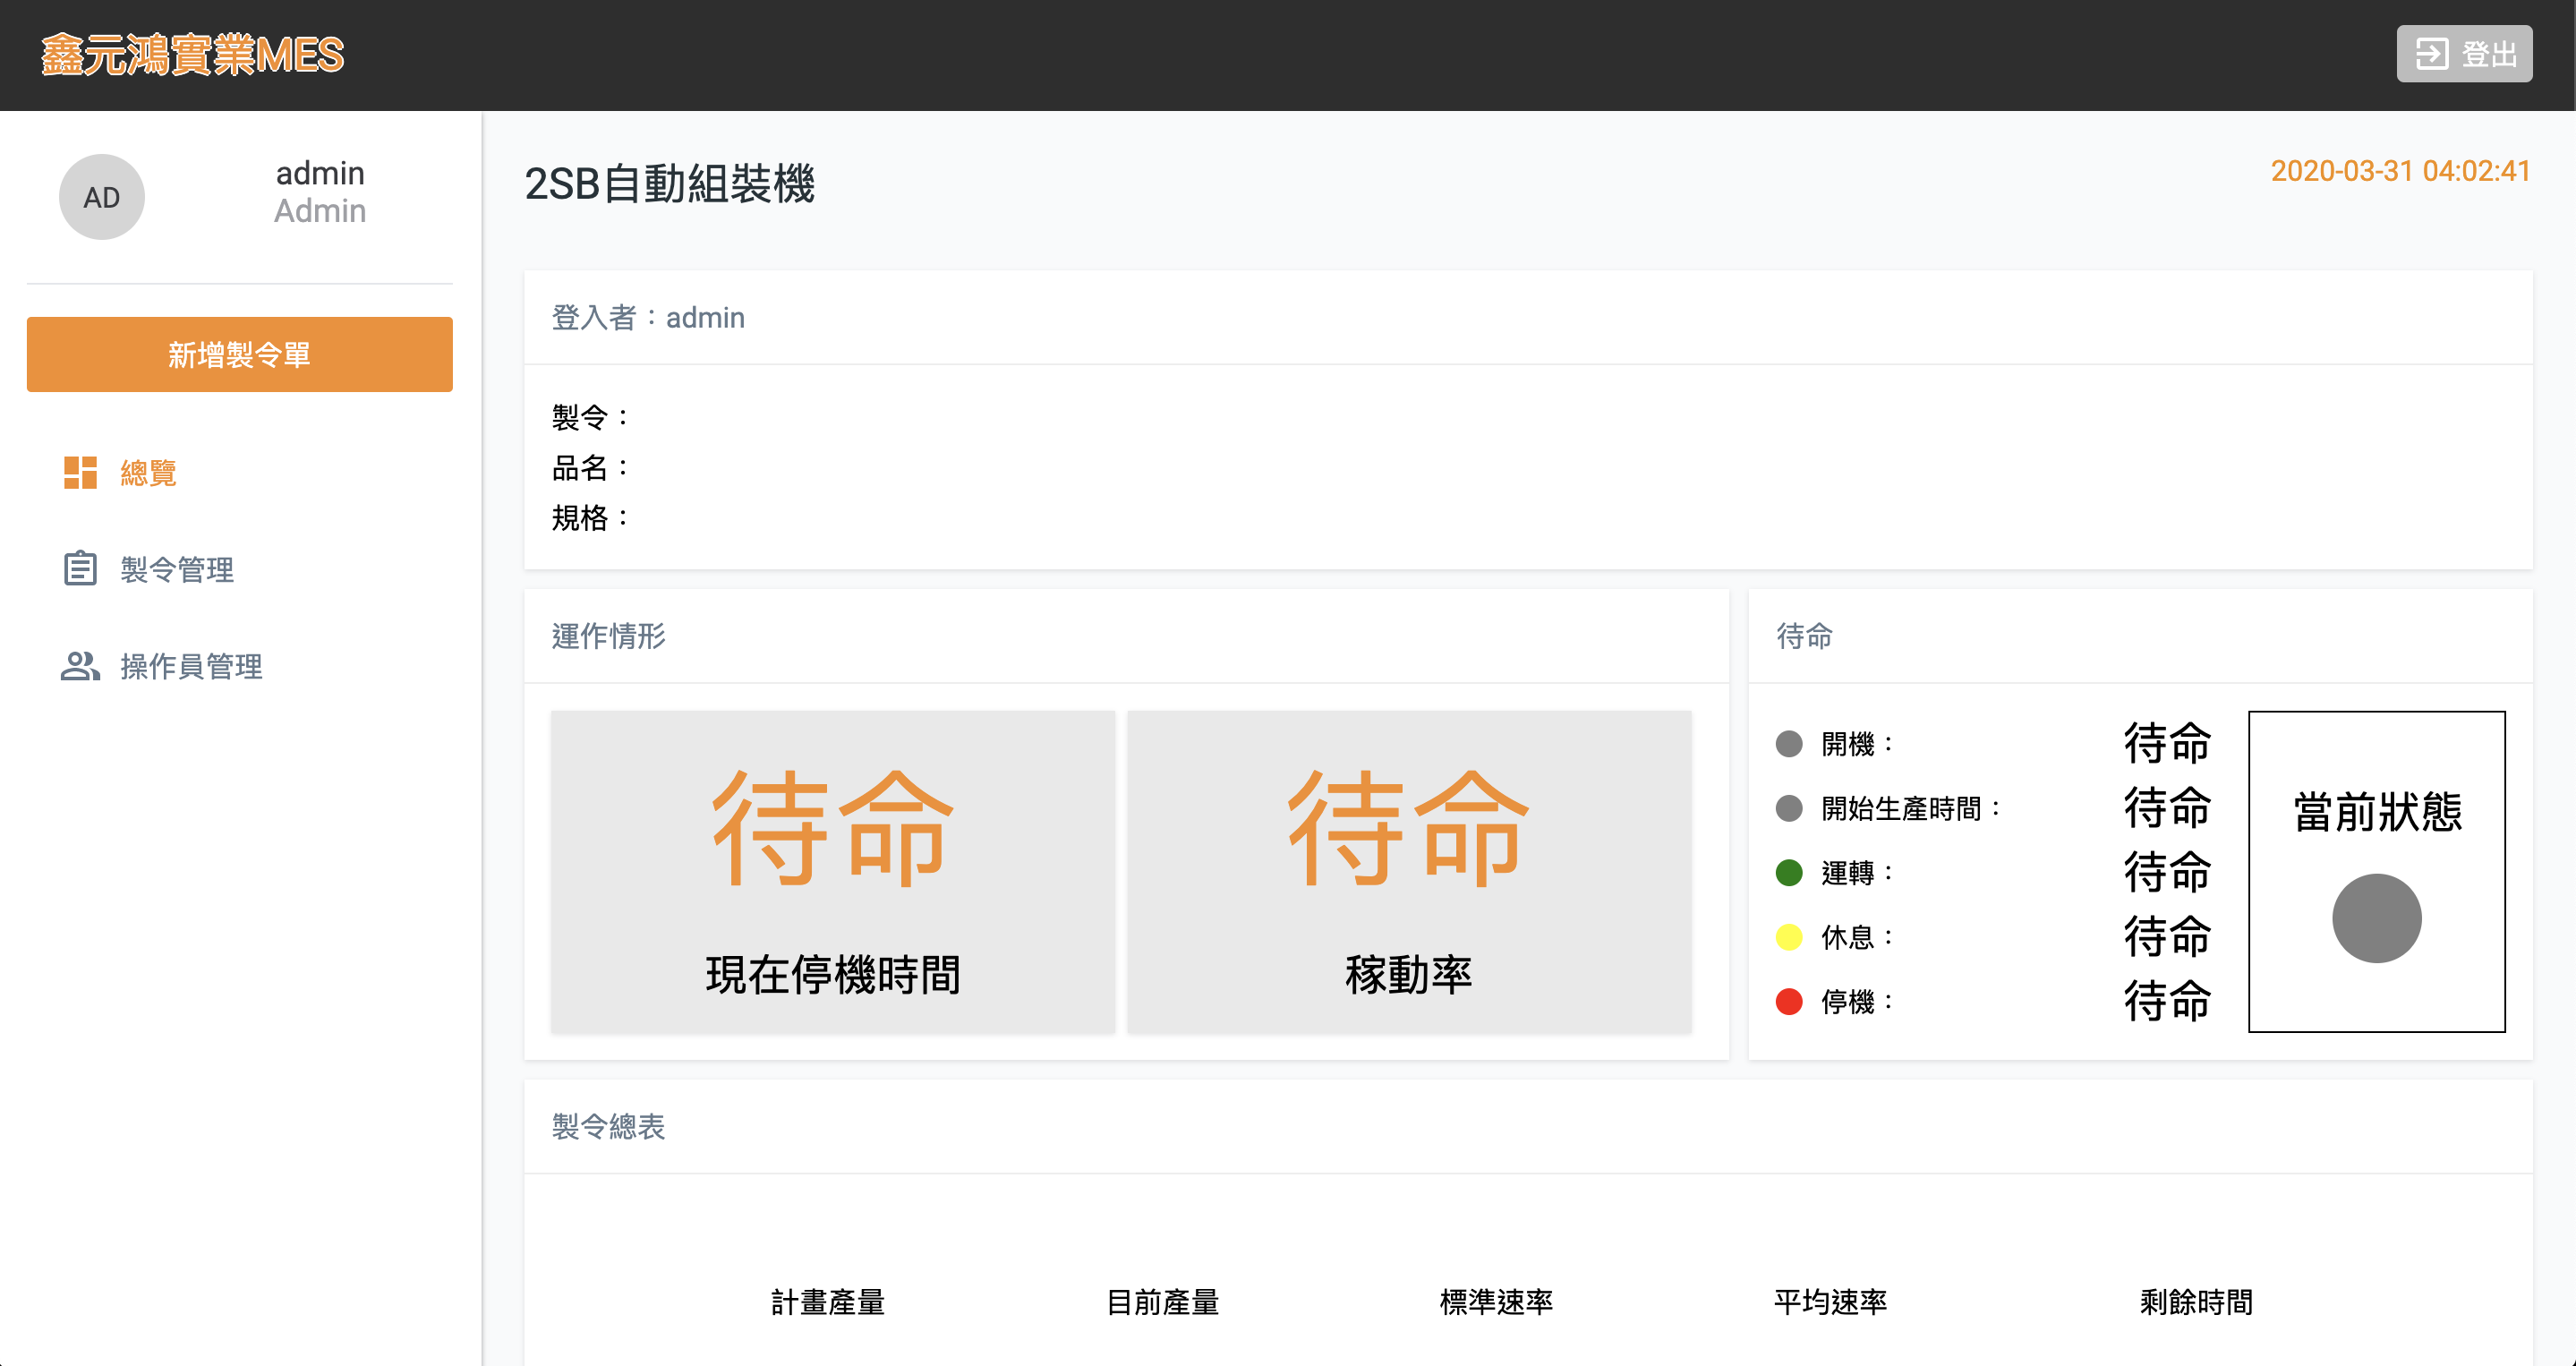 鑫元鴻實業MES
登出
AD
admin
Admin
新增製令單
總覽
製令管理
操作員管理
2SB自動組裝機
2020-03-31 04:02:41
登入者：admin
製令：
品名：
規格：
運作情形
待命
現在停機時間
待命
稼動率
待命
開機： 待命
開始生產時間： 待命
運轉： 待命
休息： 待命
停機： 待命
當前狀態
製令總表
計畫產量 目前產量 標準速率 平均速率 剩餘時間